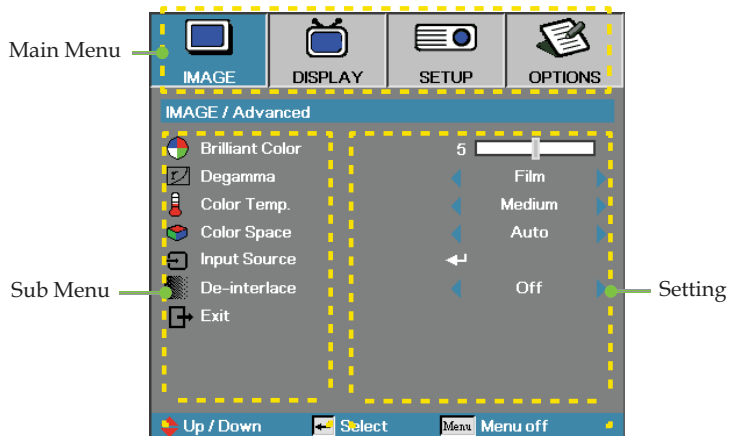 Main Menu
IMAGE DISPLAY SETUP OPTIONS
IMAGE / Advanced
Brilliant Color 5
Degamma Film
Color Temp. Medium
Color Space Auto
Input Source
Sub Menu De-interlace Off Setting
Exit
Up / Down Select Menu Menu off